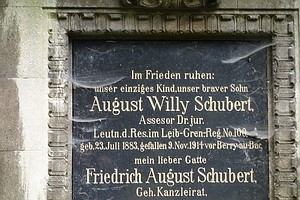 Im Frieden ruhen:
unser einziges Kind, unser braver Sohn
August Willy Schubert,
Assesor Dr. jur.
Leutn. d. Res. im Leib-Gren. Reg. No. 100,
geb. 23. Juli 1883, gefallen 9. Nov. 1914 vor Berry au Bac,
mein lieber Gatte
Friedrich August Schubert,
Geh. Kanzleirat.